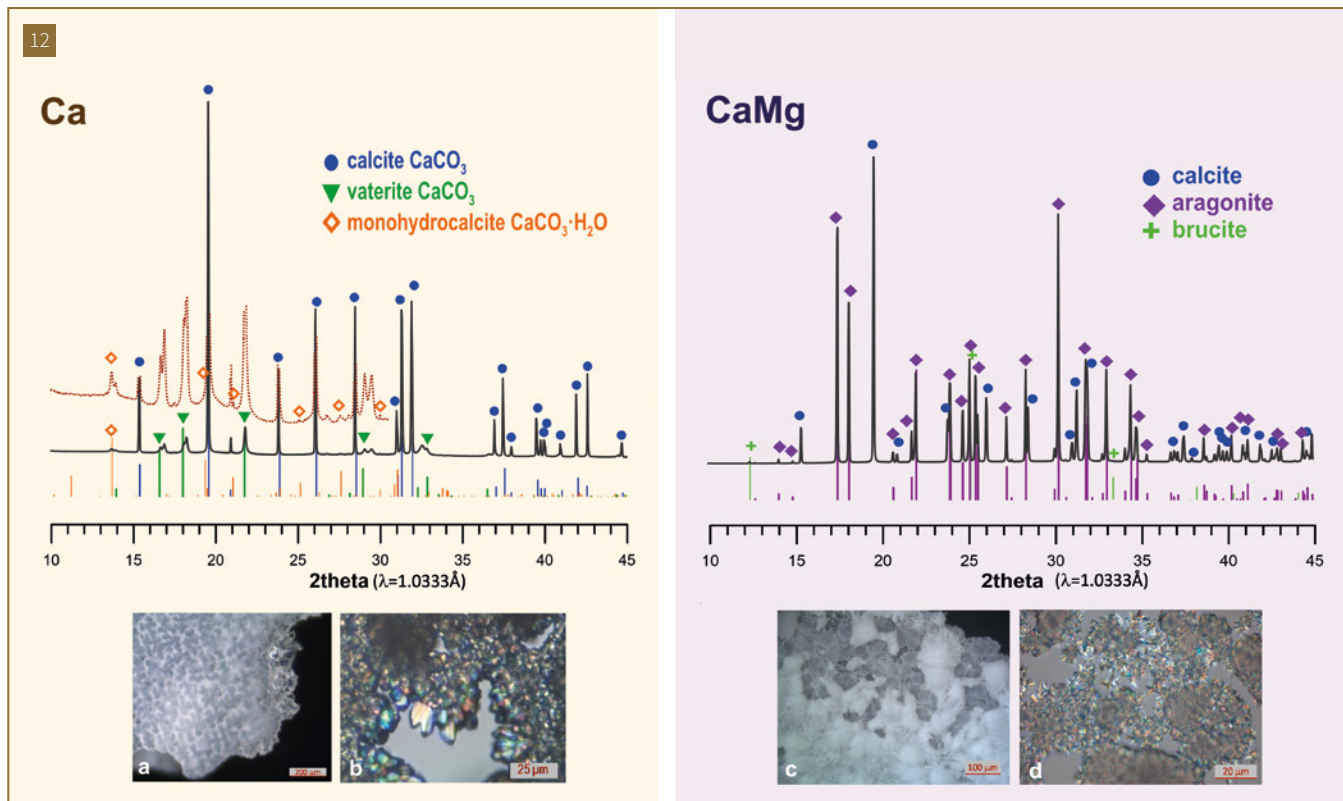 12
Ca
calcite CaCO₃
vaterite CaCO₃
monohydrocalcite CaCO₃·H₂O
10 15 20 25 30 35 40 45
2theta (λ=1.0333Å)
a
200 µm
b
25 µm
CaMg
calcite
aragonite
brucite
10 15 20 25 30 35 40 45
2theta (λ=1.0333Å)
c
100 µm
d
20 µm